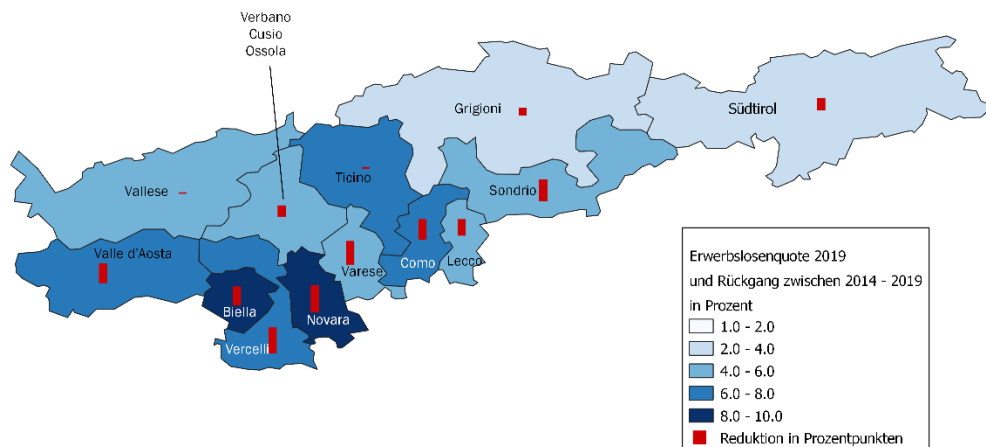 Verbano
Cusio
Ossola
Grigioni
Südtirol
Ticino
Vallese
Sondrio
Valle d'Aosta
Varese
Como
Lecco
Biella
Novara
Vercelli
Erwerbslosenquote 2019
und Rückgang zwischen 2014 - 2019
in Prozent
1.0 - 2.0
2.0 - 4.0
4.0 - 6.0
6.0 - 8.0
8.0 - 10.0
Reduktion in Prozentpunkten